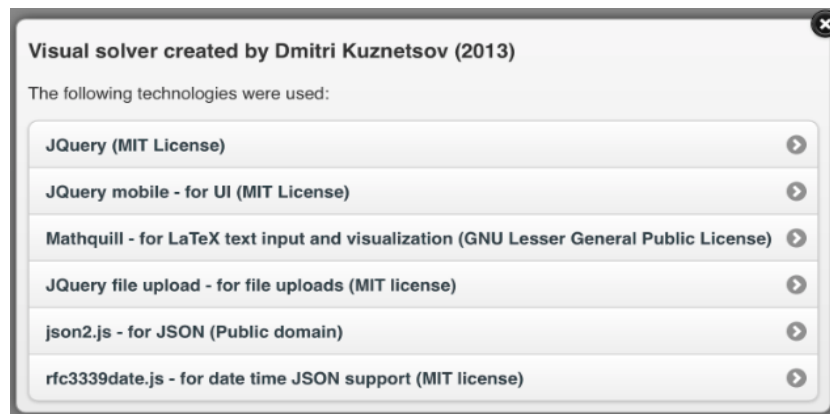 Visual solver created by Dmitri Kuznetsov (2013)
The following technologies were used:
JQuery (MIT License)
JQuery mobile - for UI (MIT License)
Mathquill - for LaTeX text input and visualization (GNU Lesser General Public License)
JQuery file upload - for file uploads (MIT license)
json2.js - for JSON (Public domain)
rfc3339date.js - for date time JSON support (MIT license)